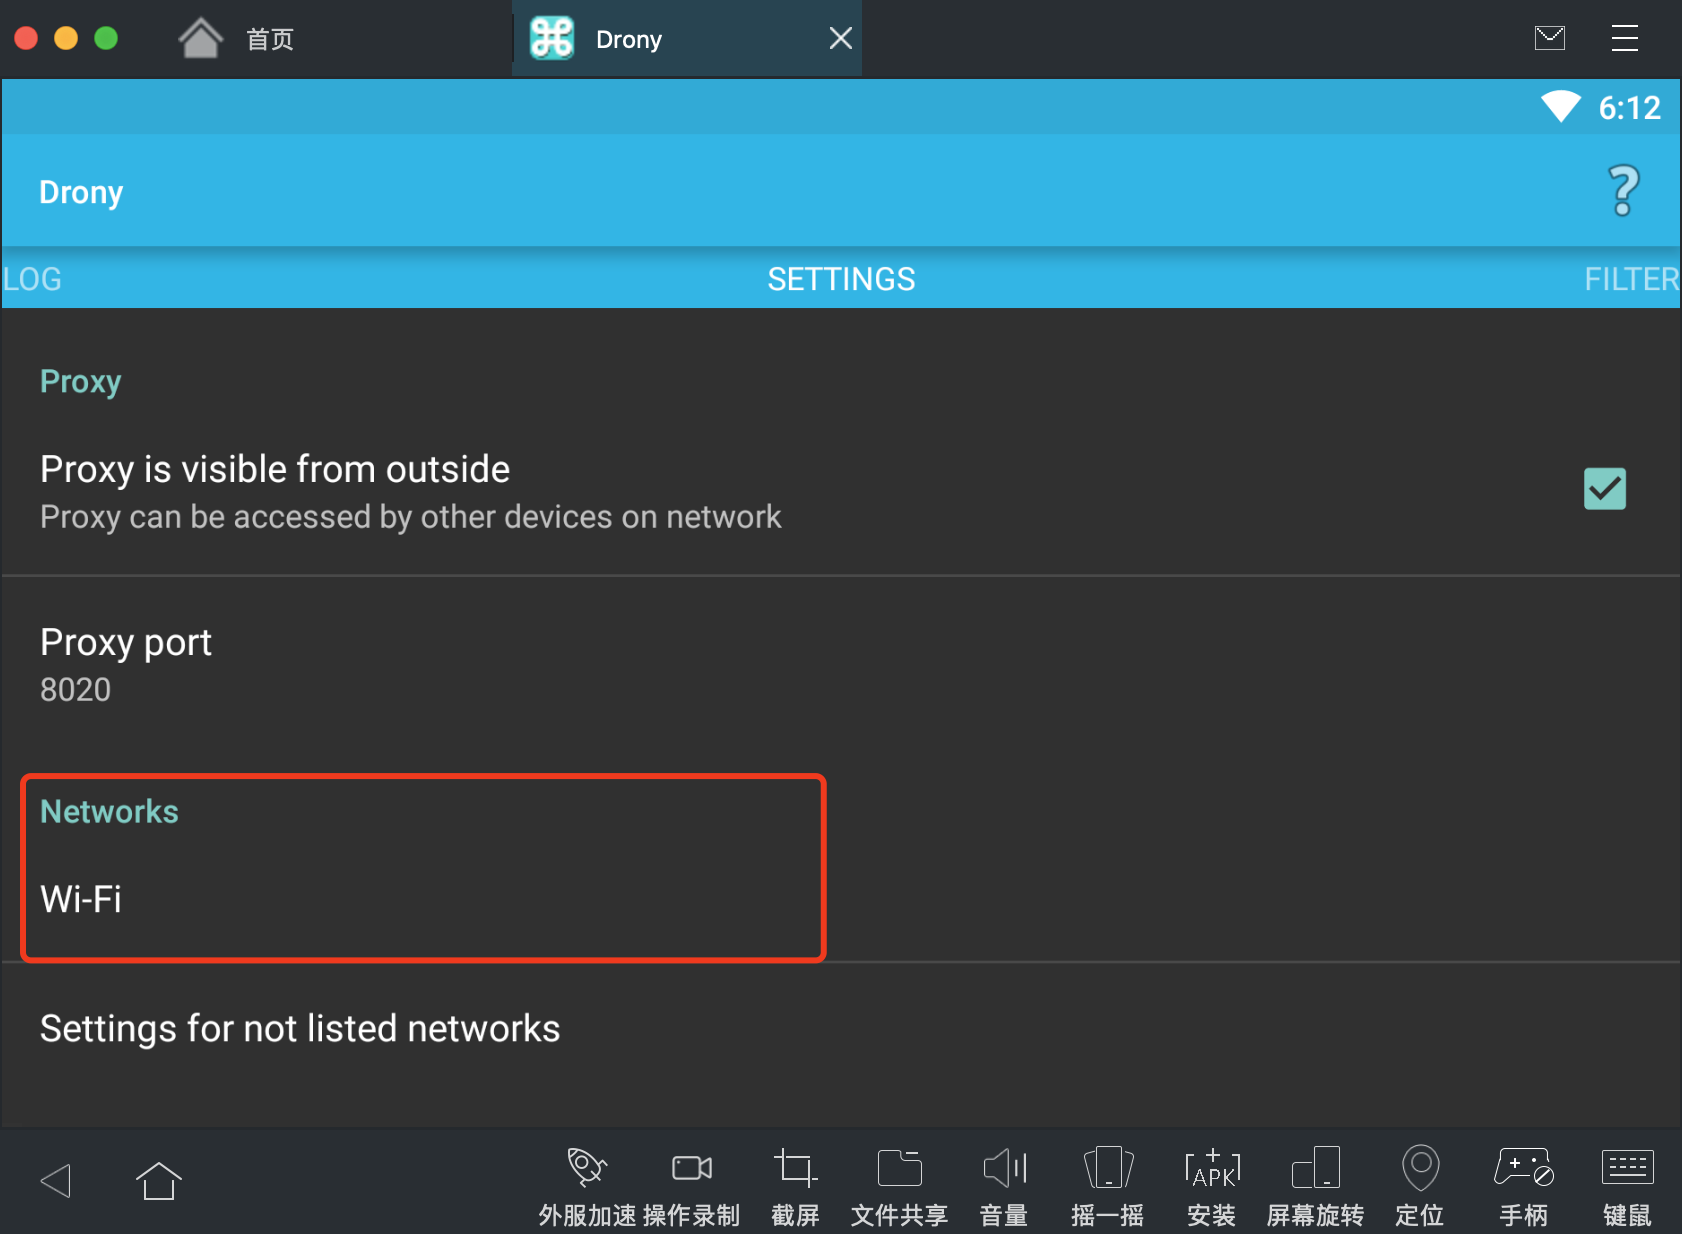 首页
Drony
6:12
Drony
LOG
SETTINGS
FILTER
Proxy
Proxy is visible from outside
Proxy can be accessed by other devices on network
Proxy port
8020
Networks
Wi-Fi
Settings for not listed networks
APK
外服加速 操作录制 截屏 文件共享 音量 摇一摇 安装 屏幕旋转 定位 手柄 键鼠